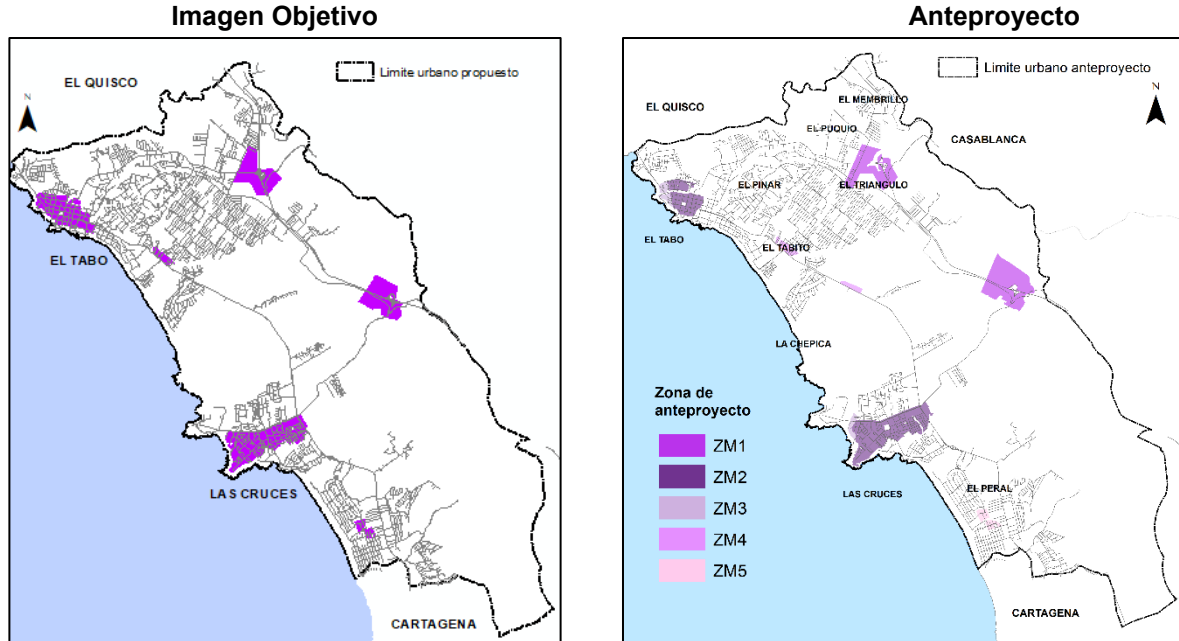 Imagen Objetivo
EL QUISCO
Limite urbano propuesto
N
EL TABO
LAS CRUCES
CARTAGENA
Anteproyecto
Limite urbano anteproyecto
EL QUISCO
EL MEMBRILLO
N
EL PUQUIO
CASABLANCA
EL PINAR
EL TRIANGULO
EL TABO
EL TABITO
LA CHEPICA
Zona de
anteproyecto
ZM1
ZM2
ZM3
ZM4
ZM5
LAS CRUCES
EL PERAL
CARTAGENA